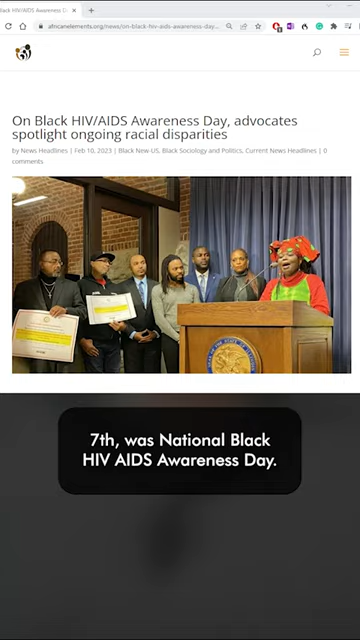 lack HIV/AIDS Awareness D
africanelements.org/news/on-black-hiv-aids-awareness-day...
On Black HIV/AIDS Awareness Day, advocates
spotlight ongoing racial disparities
by News Headlines | Feb 10, 2023 | Black New-US, Black Sociology and Politics, Current News Headlines | 0
comments
7th, was National Black
HIV AIDS Awareness Day.